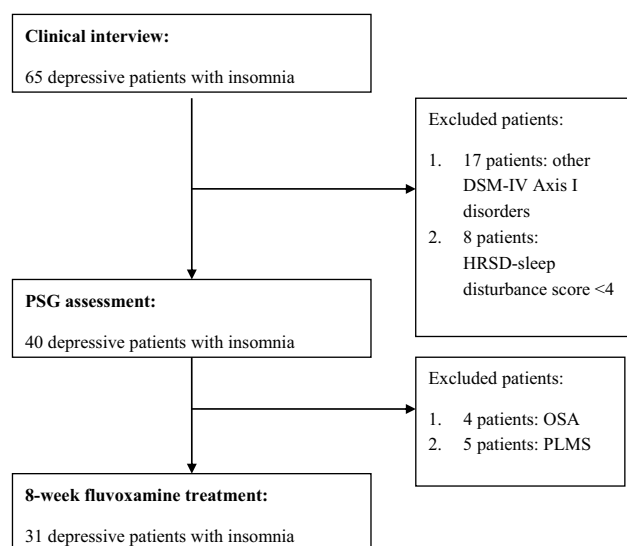 Clinical interview:
65 depressive patients with insomnia
Excluded patients:
1. 17 patients: other
DSM-IV Axis I
disorders
2. 8 patients:
HRSD-sleep
disturbance score <4
PSG assessment:
40 depressive patients with insomnia
Excluded patients:
1. 4 patients: OSA
2. 5 patients: PLMS
8-week fluvoxamine treatment:
31 depressive patients with insomnia